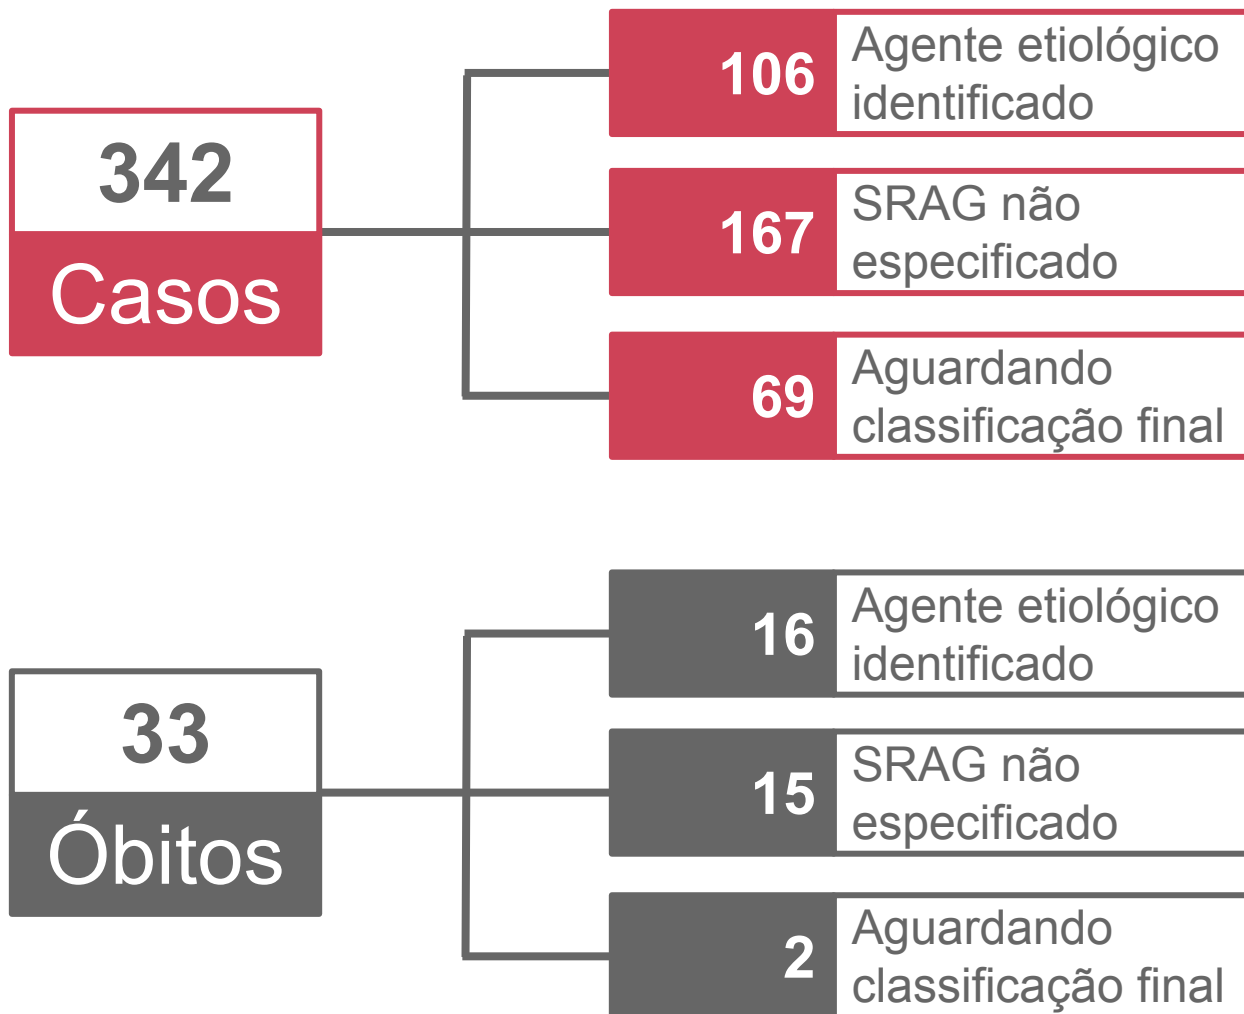 342
Casos
106
Agente etiológico
identificado
167
SRAG não
especificado
69
Aguardando
classificação final
33
Óbitos
16
Agente etiológico
identificado
15
SRAG não
especificado
2
Aguardando
classificação final